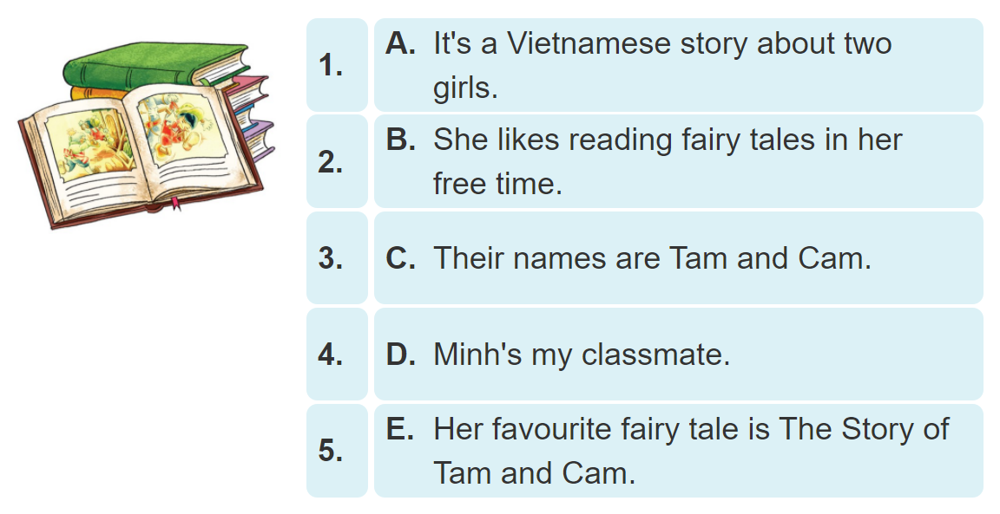 1. A. It's a Vietnamese story about two
girls.
2. B. She likes reading fairy tales in her
free time.
3. C. Their names are Tam and Cam.
4. D. Minh's my classmate.
5. E. Her favourite fairy tale is The Story of
Tam and Cam.